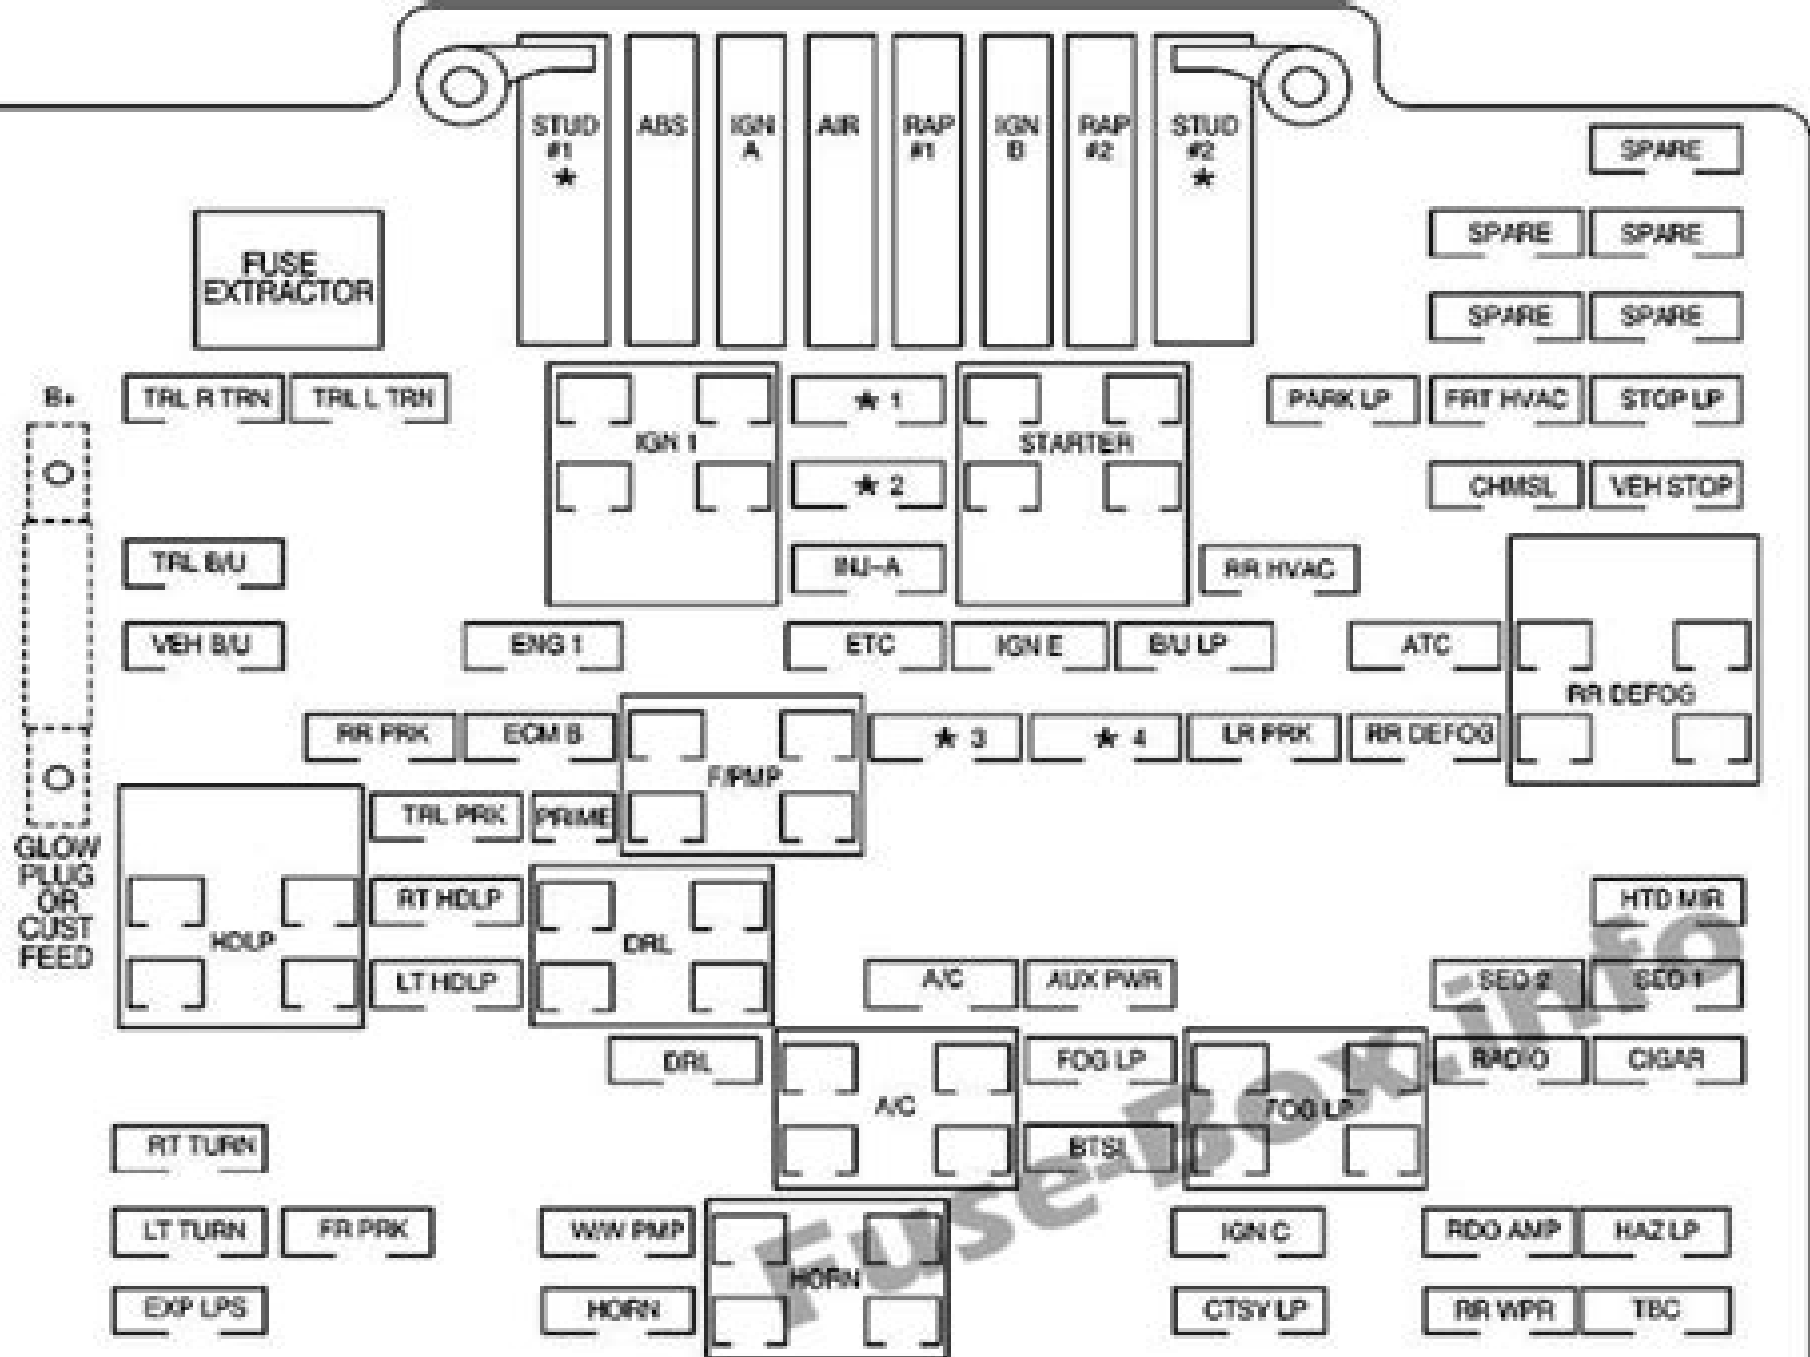 STUD #1 ★
ABS
IGN A
AIR
RAP #1
IGN B
RAP #2
STUD #2 ★
SPARE
FUSE EXTRACTOR
SPARE
SPARE
SPARE
SPARE
B+
TRL R TRN
TRL L TRN
IGN 1
★ 1
STARTER
PARK LP
FRT HVAC
STOP LP
★ 2
CHMSL
VEH STOP
TRL B/U
INJ-A
RR HVAC
VEH B/U
ENG 1
ETC
IGN E
B/U LP
ATC
RR DEFOG
RR PRK
ECM B
F/PMP
★ 3
★ 4
LR PRK
RR DEFOG
TRL PRK
PRIME
GLOW
PLUG
OR
CUST
FEED
RT HDLP
HDLP
DRL
HTD MIR
LT HDLP
A/C
AUX PWR
SEO 2
SEO 1
DRL
A/C
FOG LP
FOG LP
RADIO
CIGAR
RT TURN
BTSI
LT TURN
FR PRK
W/W PMP
HORN
IGN C
RDO AMP
HAZ LP
EXP LPS
HORN
CTSY LP
RR WPR
TBC
Fuse-Box.info